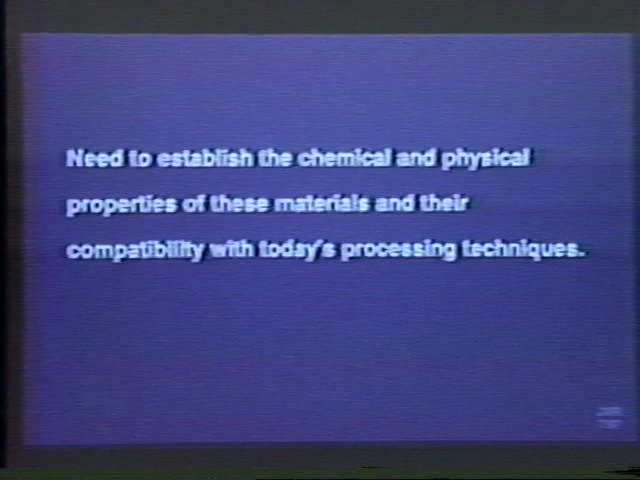 Need to establish the chemical and physical
properties of these materials and their
compatibility with today's processing techniques.